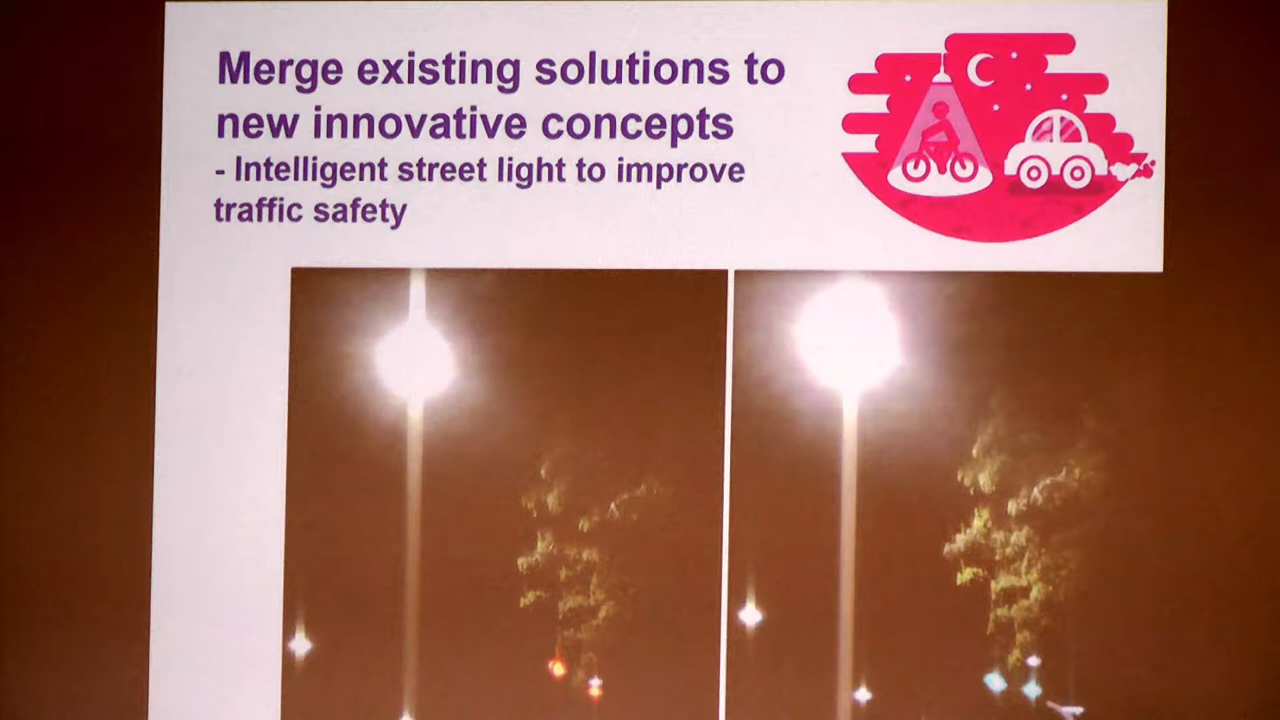 Merge existing solutions to
new innovative concepts
- Intelligent street light to improve
traffic safety